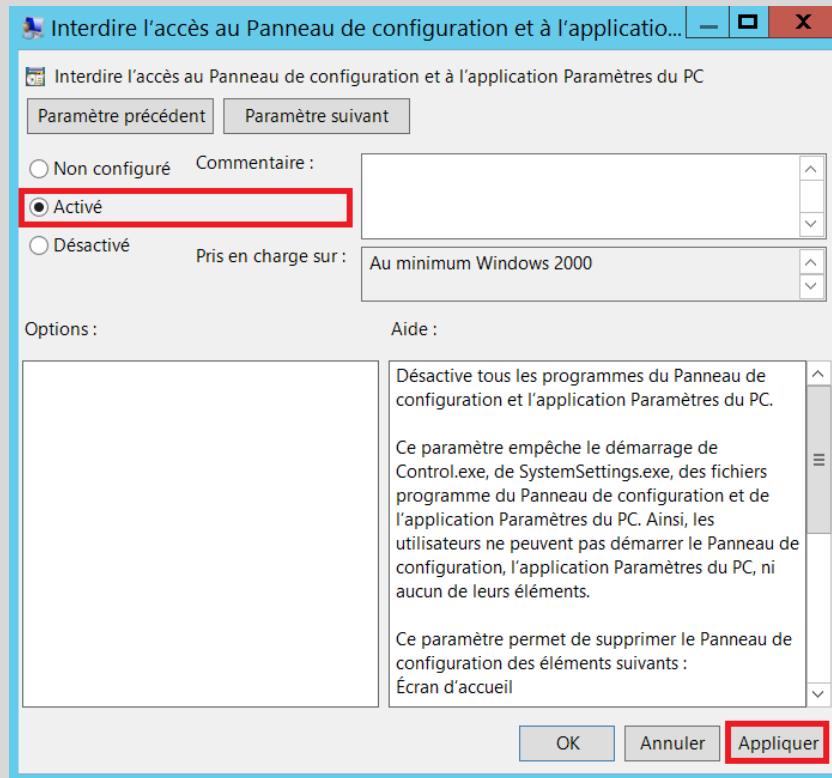 Interdire l’accès au Panneau de configuration et à l’applicatio...
Interdire l’accès au Panneau de configuration et à l’application Paramètres du PC
Paramètre précédent
Paramètre suivant
Non configuré
Commentaire :
Activé
Désactivé
Pris en charge sur :
Au minimum Windows 2000
Options :
Aide :
Désactive tous les programmes du Panneau de
configuration et l’application Paramètres du PC.
Ce paramètre empêche le démarrage de
Control.exe, de SystemSettings.exe, des fichiers
programme du Panneau de configuration et de
l’application Paramètres du PC. Ainsi, les
utilisateurs ne peuvent pas démarrer le Panneau de
configuration, l’application Paramètres du PC, ni
aucun de leurs éléments.
Ce paramètre permet de supprimer le Panneau de
configuration des éléments suivants :
Écran d’accueil
OK
Annuler
Appliquer